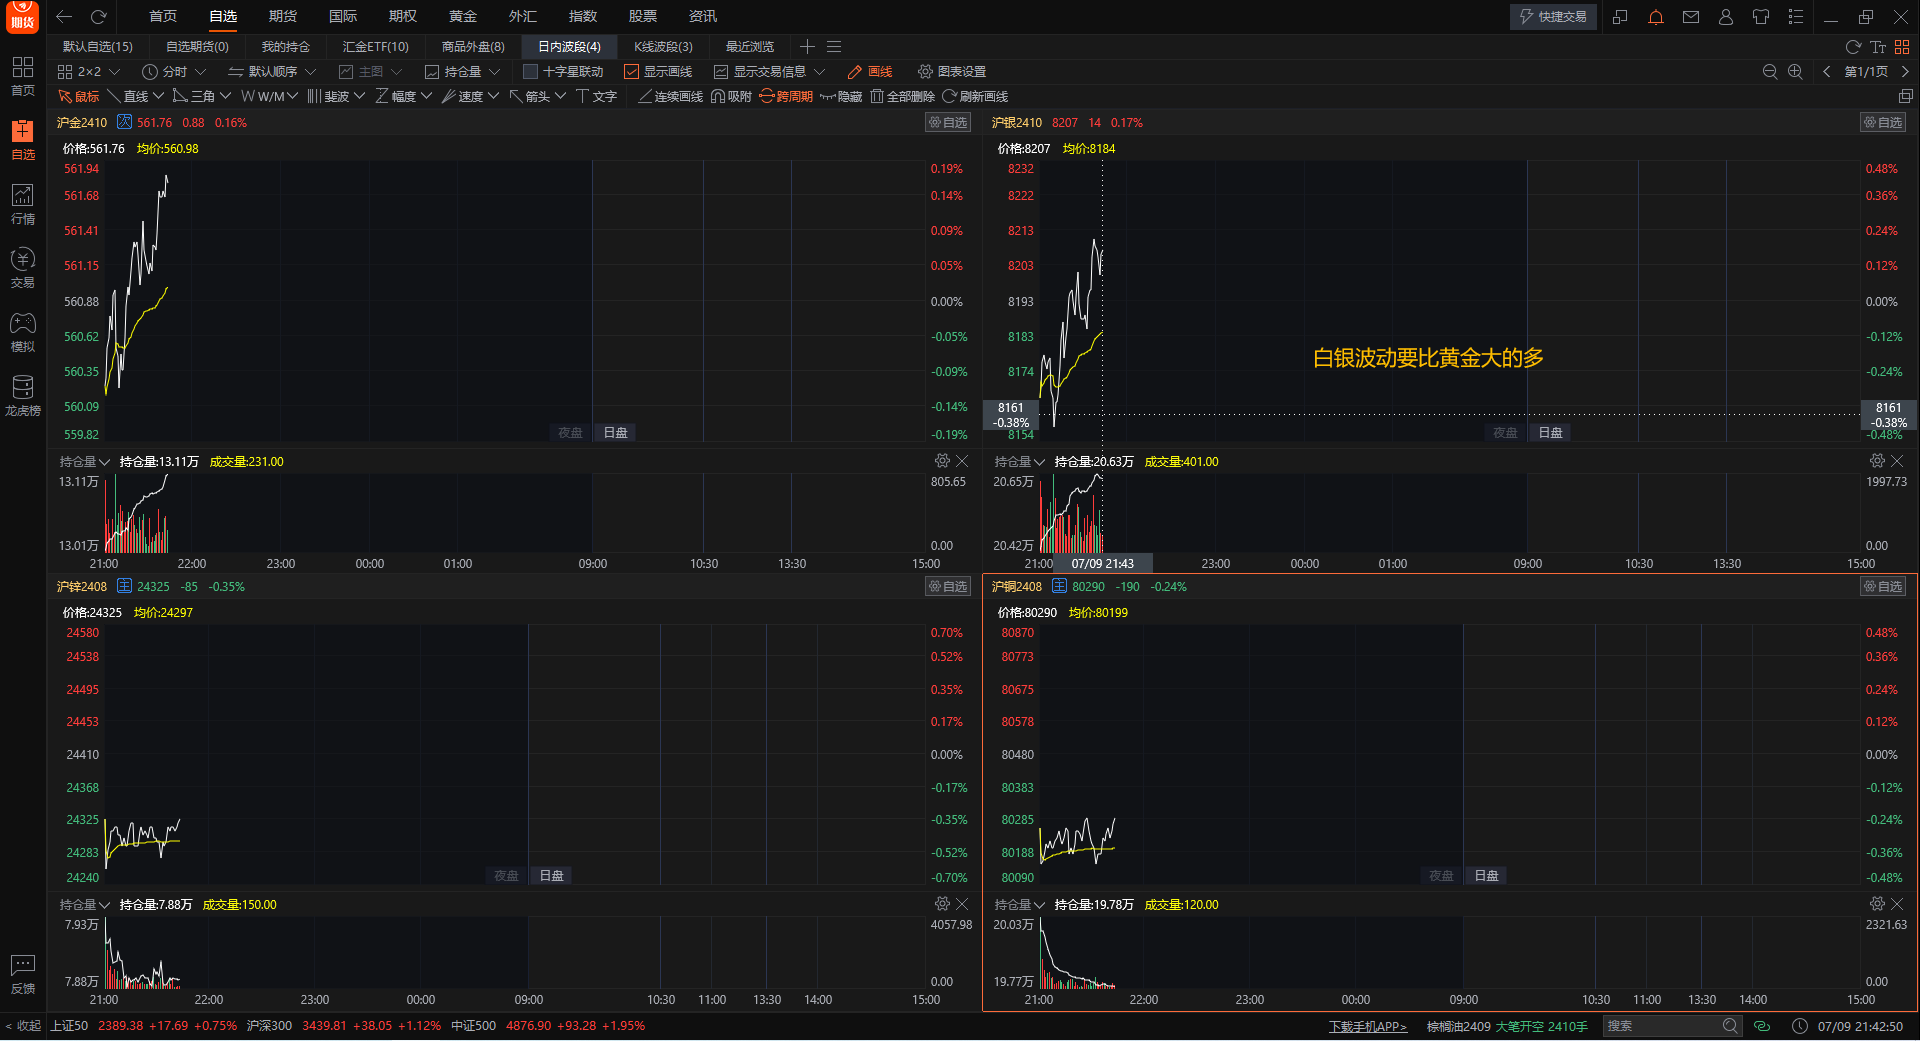 期货
首页 自选 期货 国际 期权 黄金 外汇 指数 股票 资讯 快捷交易
默认自选(15) 自选期货(0) 我的持仓 汇金ETF(10) 商品外盘(8) 日内波段(4) K线波段(3) 最近浏览
2×2 分时 默认顺序 主图 持仓量 十字星联动 显示画线 显示交易信息 画线 图表设置 第1/1页
鼠标 直线 三角 W/M 斐波 幅度 速度 箭头 文字 连续画线 吸附 跨周期 隐藏 全部删除 刷新画线
首页
自选
行情
交易
模拟
龙虎榜
反馈
沪金2410 次 561.76 0.88 0.16% 自选
价格:561.76 均价:560.98
561.94 0.19%
561.68 0.14%
561.41 0.09%
561.15 0.05%
560.88 0.00%
560.62 -0.05%
560.35 -0.09%
560.09 -0.14%
559.82 -0.19%
夜盘 日盘
持仓量 持仓量:13.11万 成交量:231.00
13.11万 805.65
13.01万 0.00
21:00 22:00 23:00 00:00 01:00 09:00 10:30 13:30 15:00
沪银2410 8207 14 0.17% 自选
价格:8207 均价:8184
8232 0.48%
8222 0.36%
8213 0.24%
8203 0.12%
8193 0.00%
8183 -0.12%
白银波动要比黄金大的多
8174 -0.24%
8161 8161
-0.38% -0.38%
8154 -0.48%
夜盘 日盘
持仓量 持仓量:20.63万 成交量:401.00
20.65万 1997.73
20.42万 0.00
21:00 07/09 21:43 23:00 00:00 01:00 09:00 10:30 13:30 15:00
沪锌2408 主 24325 -85 -0.35% 自选
价格:24325 均价:24297
24580 0.70%
24538 0.52%
24495 0.35%
24453 0.17%
24410 0.00%
24368 -0.17%
24325 -0.35%
24283 -0.52%
24240 -0.70%
夜盘 日盘
持仓量 持仓量:7.88万 成交量:150.00
7.93万 4057.98
7.88万 0.00
21:00 22:00 23:00 00:00 09:00 10:30 11:00 13:30 14:00 15:00
沪铜2408 主 80290 -190 -0.24% 自选
价格:80290 均价:80199
80870 0.48%
80773 0.36%
80675 0.24%
80578 0.12%
80480 0.00%
80383 -0.12%
80285 -0.24%
80188 -0.36%
80090 -0.48%
夜盘 日盘
持仓量 持仓量:19.78万 成交量:120.00
20.03万 2321.63
19.77万 0.00
21:00 22:00 23:00 00:00 09:00 10:30 11:00 13:30 14:00 15:00
< 收起 上证50 2389.38 +17.69 +0.75% 沪深300 3439.81 +38.05 +1.12% 中证500 4876.90 +93.28 +1.95% 下载手机APP> 棕榈油2409 大笔开空 2410手 搜索 07/09 21:42:50